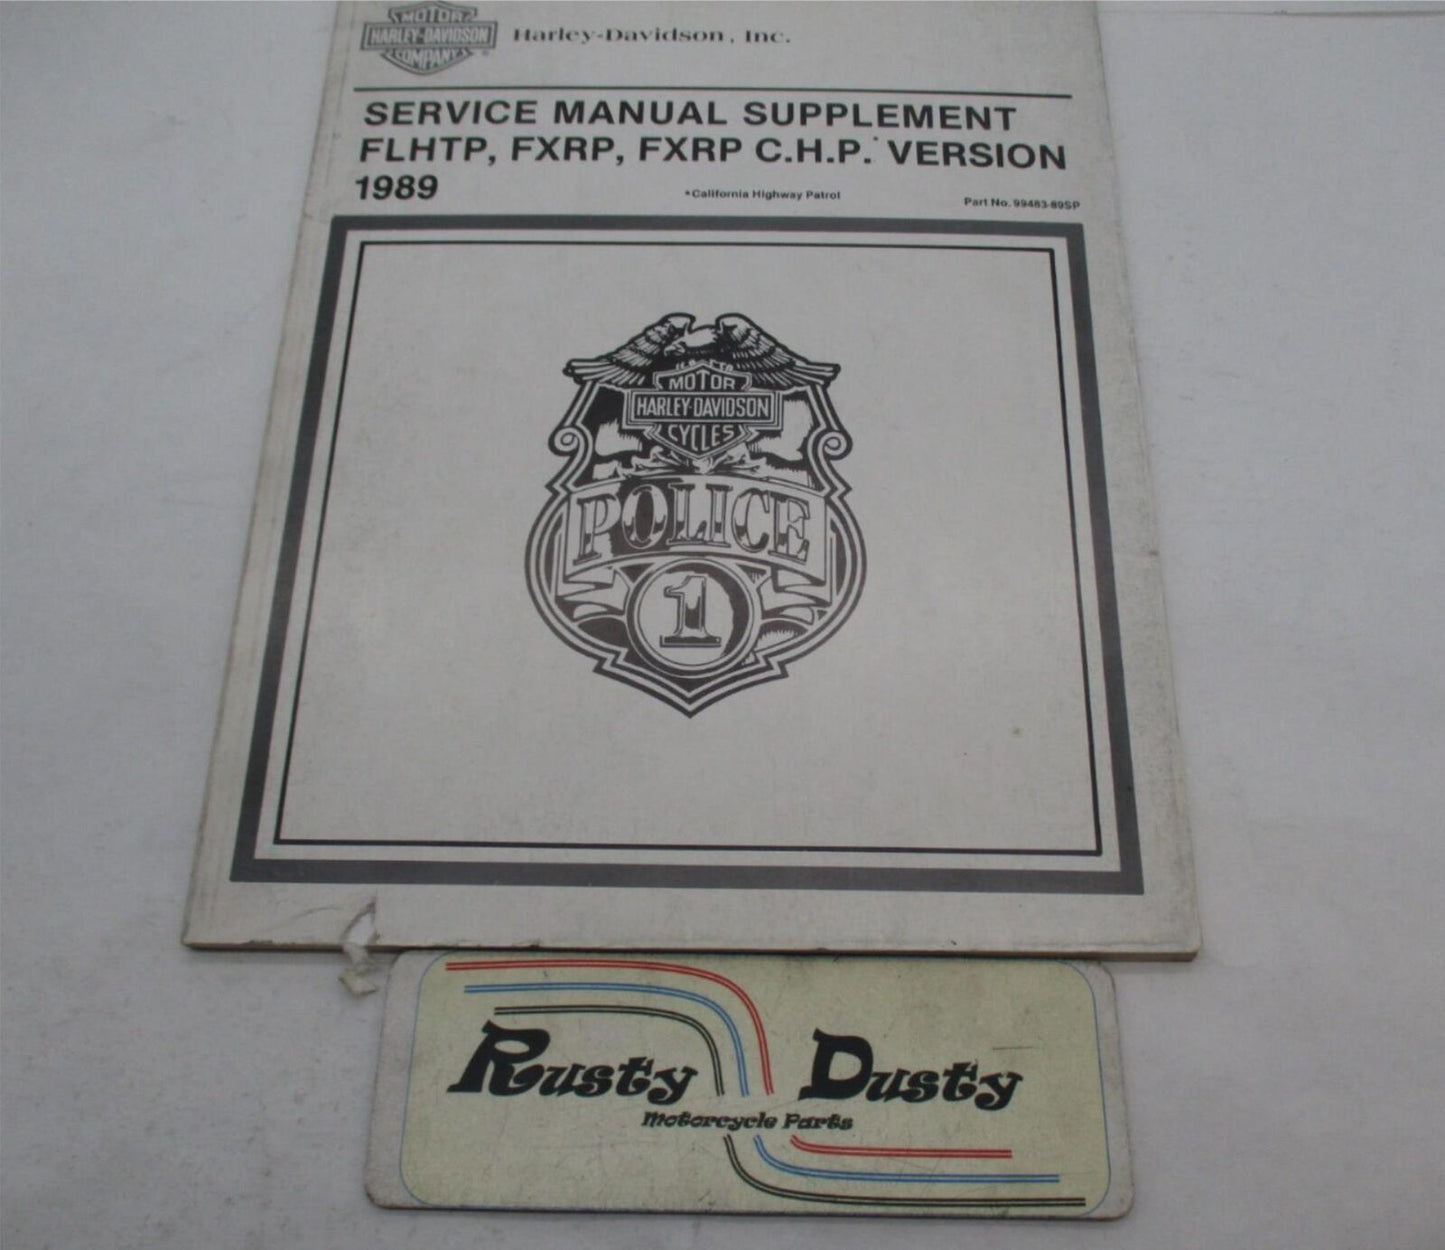 MOTOR
HARLEY-DAVIDSON
COMPANY
Harley-Davidson, Inc.
SERVICE MANUAL SUPPLEMENT
FLHTP, FXRP, FXRP C.H.P.* VERSION
1989
*California Highway Patrol
Part No. 99483-89SP
MOTOR
HARLEY-DAVIDSON
CYCLES
POLICE
1
Rusty Dusty
Motorcycle Parts